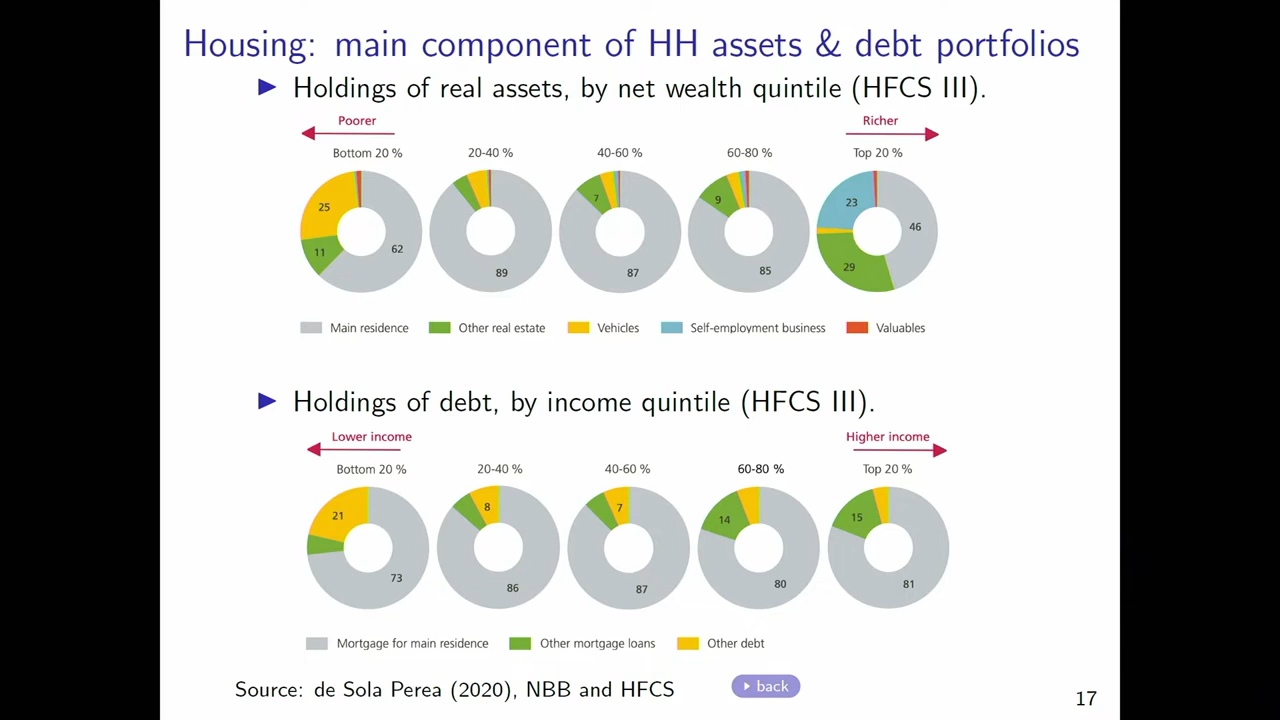 Housing: main component of HH assets & debt portfolios
Holdings of real assets, by net wealth quintile (HFCS III).
Poorer Richer
Bottom 20 % 20-40 % 40-60 % 60-80 % Top 20 %
25 11 62 89 7 87 9 85 23 29 46
Main residence Other real estate Vehicles Self-employment business Valuables
Holdings of debt, by income quintile (HFCS III).
Lower income Higher income
Bottom 20 % 20-40 % 40-60 % 60-80 % Top 20 %
21 73 8 86 7 87 14 80 15 81
Mortgage for main residence Other mortgage loans Other debt
Source: de Sola Perea (2020), NBB and HFCS back
17